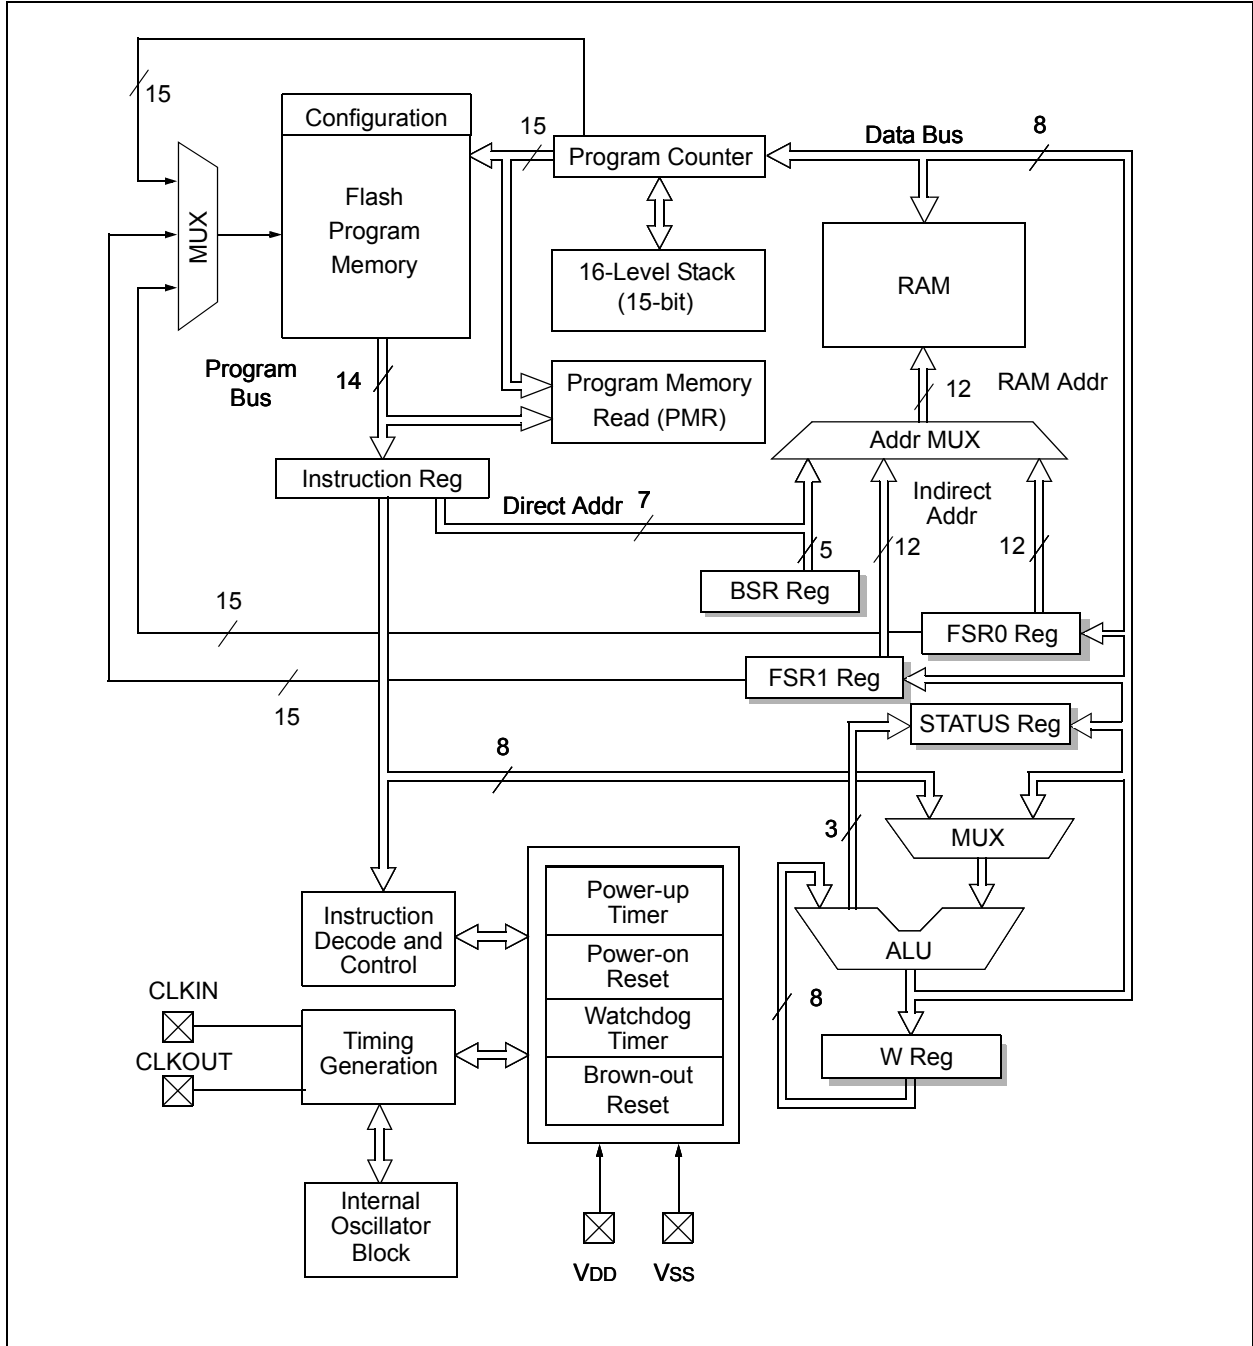 15
Configuration
Flash
Program
Memory
MUX
15
Program Counter
Data Bus
8
16-Level Stack
(15-bit)
RAM
Program
Bus
14
Program Memory
Read (PMR)
12
RAM Addr
Addr MUX
Instruction Reg
Direct Addr
7
Indirect
Addr
5
12
12
BSR Reg
15
FSR0 Reg
FSR1 Reg
15
STATUS Reg
8
3
MUX
Power-up
Timer
Instruction
Decode and
Control
Power-on
Reset
ALU
CLKIN
8
Watchdog
Timer
Timing
Generation
CLKOUT
W Reg
Brown-out
Reset
Internal
Oscillator
Block
VDD
VSS